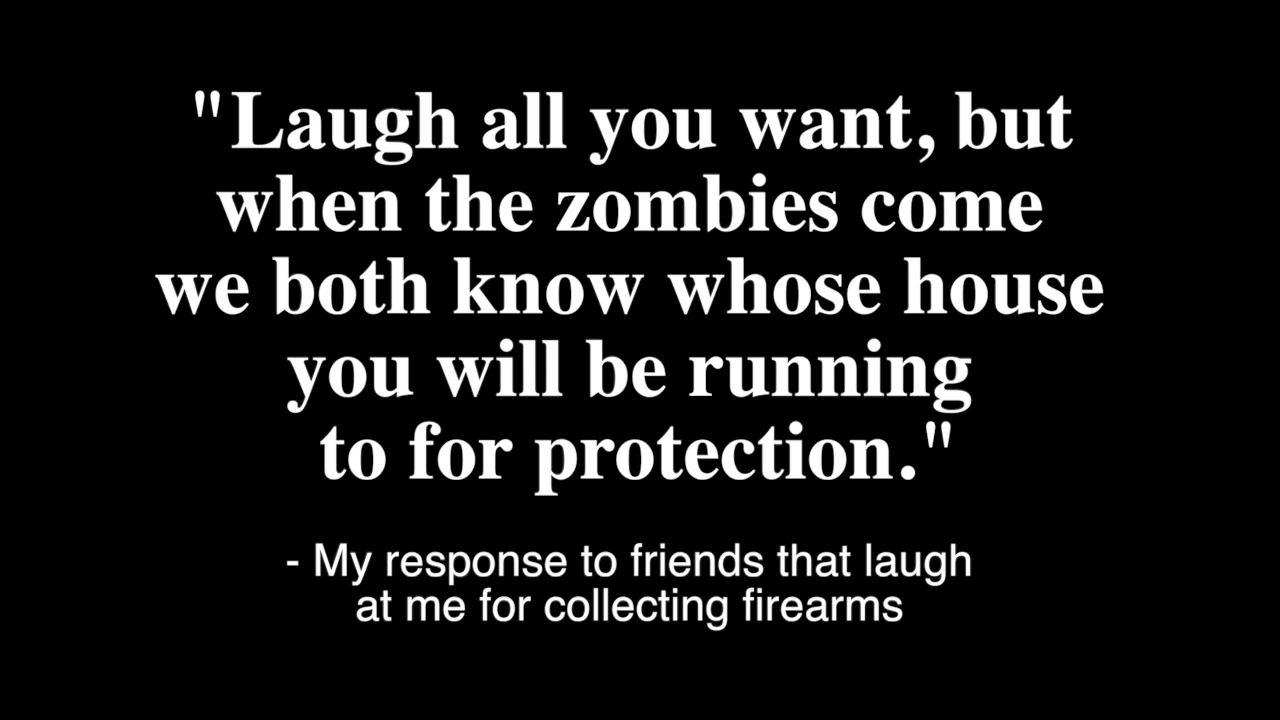 "Laugh all you want, but
when the zombies come
we both know whose house
you will be running
to for protection."
- My response to friends that laugh
at me for collecting firearms